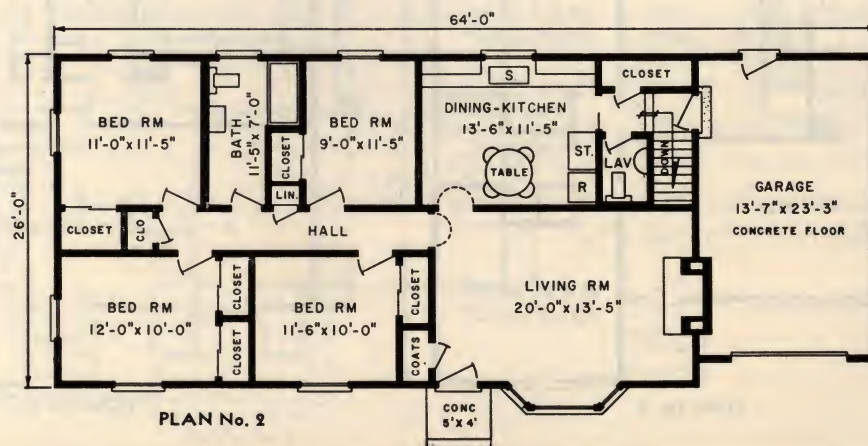 64'-0"
26'-0"
BED RM
11'-0"x11'-5"
BATH
11'-5"x 7'-0"
CLOSET
LIN.
BED RM
9'-0"x11'-5"
S.
DINING-KITCHEN
13'-6"x11'-5"
TABLE
ST.
R
CLOSET
LAV
DOWN
GARAGE
13'-7"x23'-3"
CONCRETE FLOOR
CLOSET
CLO
HALL
BED RM
12'-0"x10'-0"
CLOSET
CLOSET
BED RM
11'-6"x10'-0"
CLOSET
COATS
LIVING RM
20'-0"x13'-5"
CONC
5'X 4'
PLAN No. 2